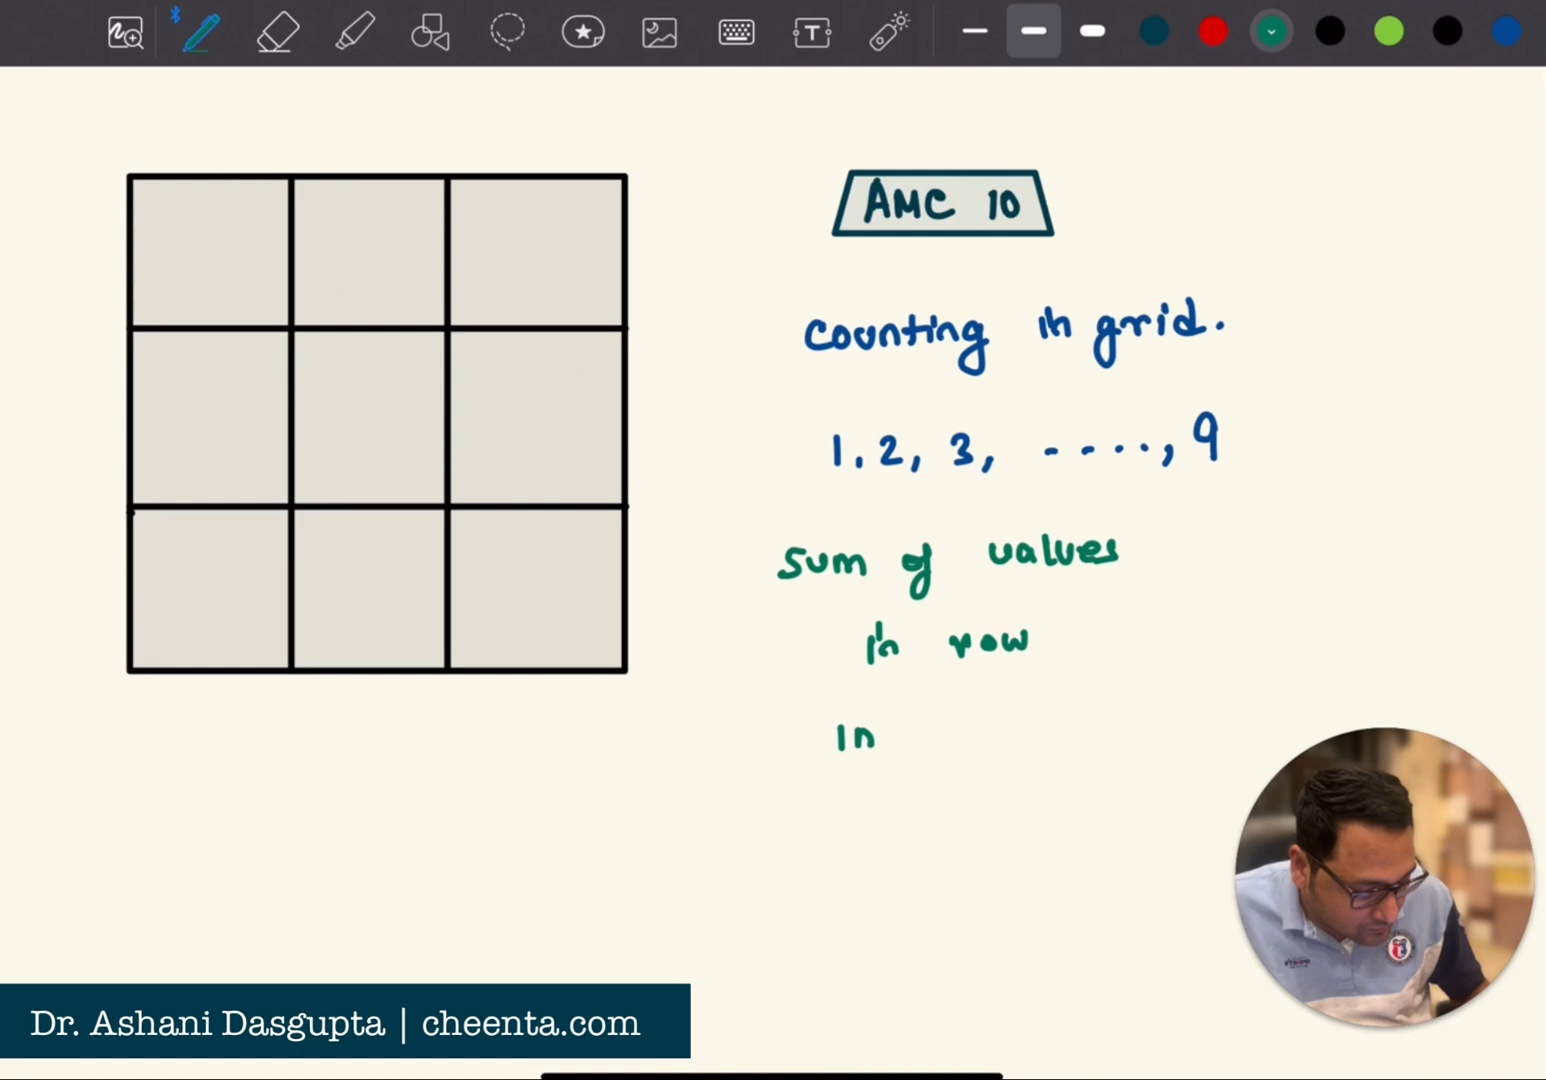 AMC 10
counting in grid.
1, 2, 3, ....., 9
sum of values
in row
in
Dr. Ashani Dasgupta | cheenta.com